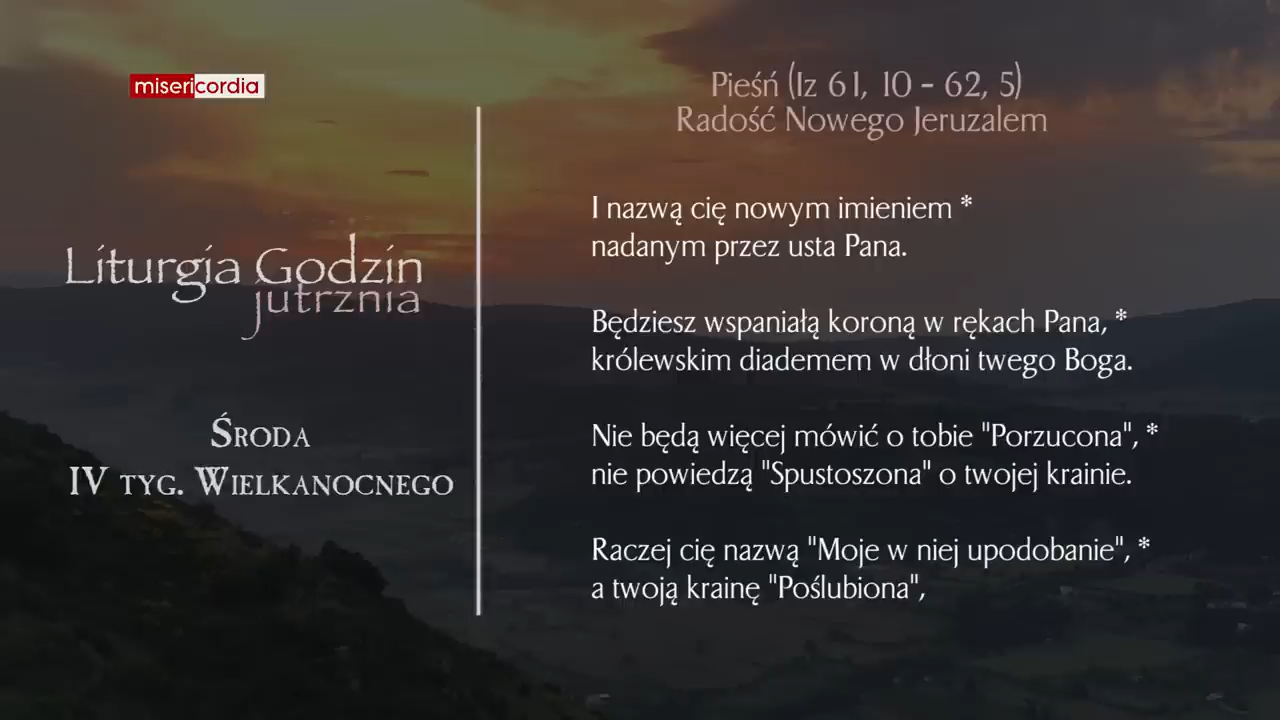 misericordia
Liturgia Godzin
jutrznia
Środa
IV tyg. Wielkanocnego
Pieśń (Iz 61, 10 - 62, 5)
Radość Nowego Jeruzalem
I nazwą cię nowym imieniem *
nadanym przez usta Pana.
Będziesz wspaniałą koroną w rękach Pana, *
królewskim diademem w dłoni twego Boga.
Nie będą więcej mówić o tobie "Porzucona", *
nie powiedzą "Spustoszona" o twojej krainie.
Raczej cię nazwą "Moje w niej upodobanie", *
a twoją krainę "Poślubiona",